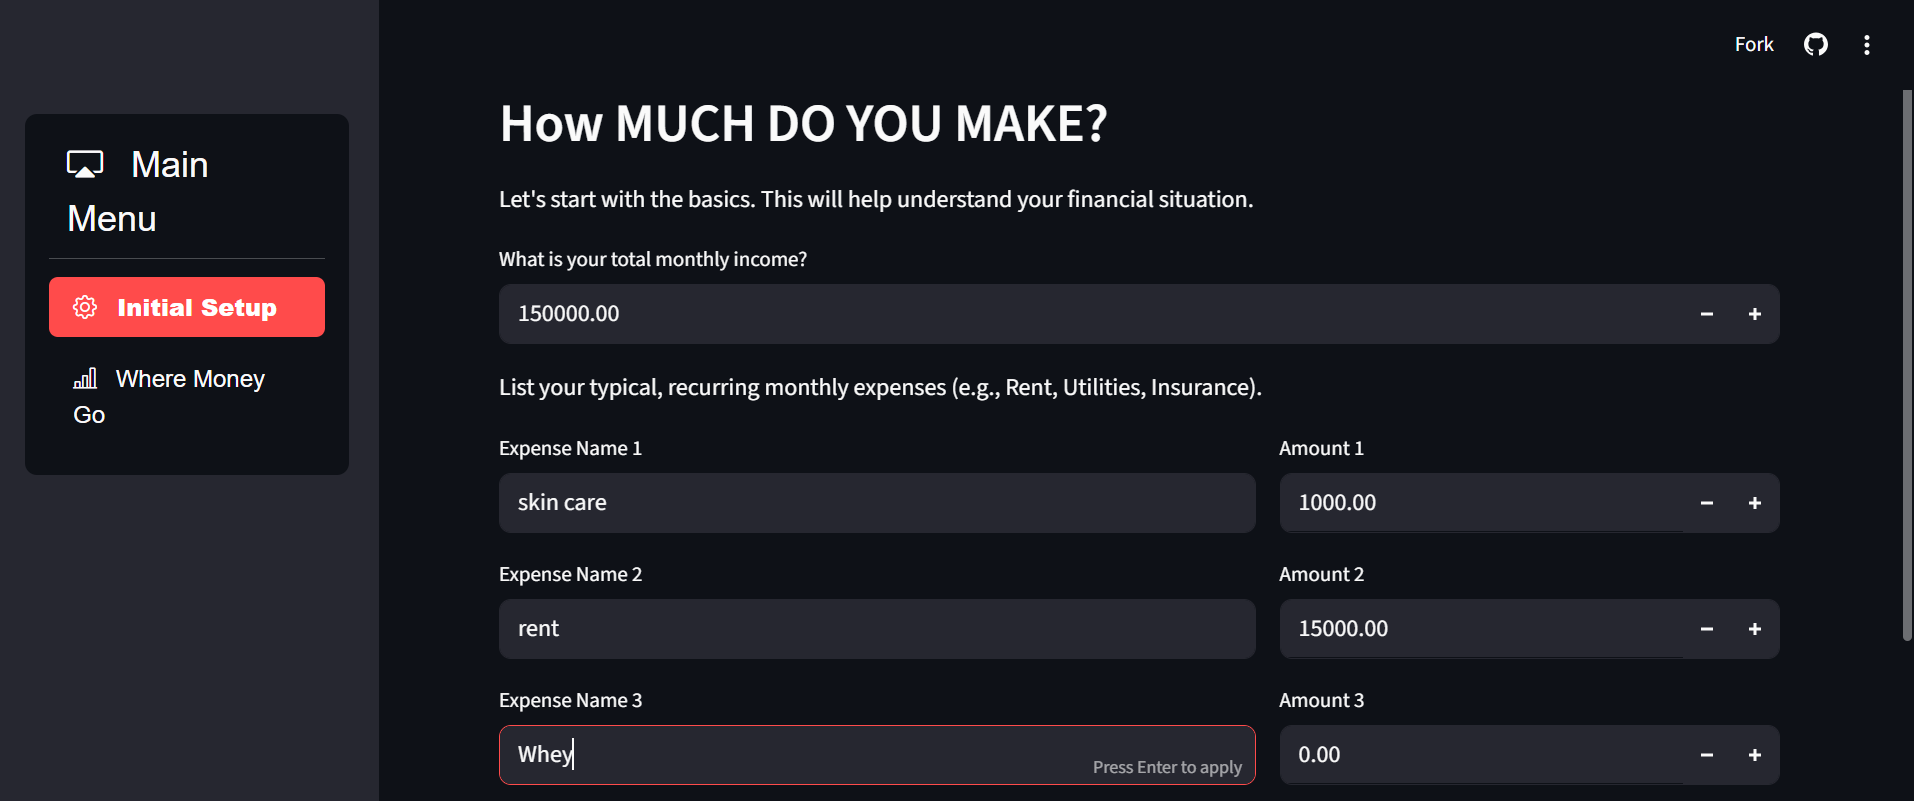 Fork
Main
Menu
Initial Setup
Where Money
Go
How MUCH DO YOU MAKE?
Let's start with the basics. This will help understand your financial situation.
What is your total monthly income?
150000.00
List your typical, recurring monthly expenses (e.g., Rent, Utilities, Insurance).
Expense Name 1
Amount 1
skin care
1000.00
Expense Name 2
Amount 2
rent
15000.00
Expense Name 3
Amount 3
Whey
Press Enter to apply
0.00